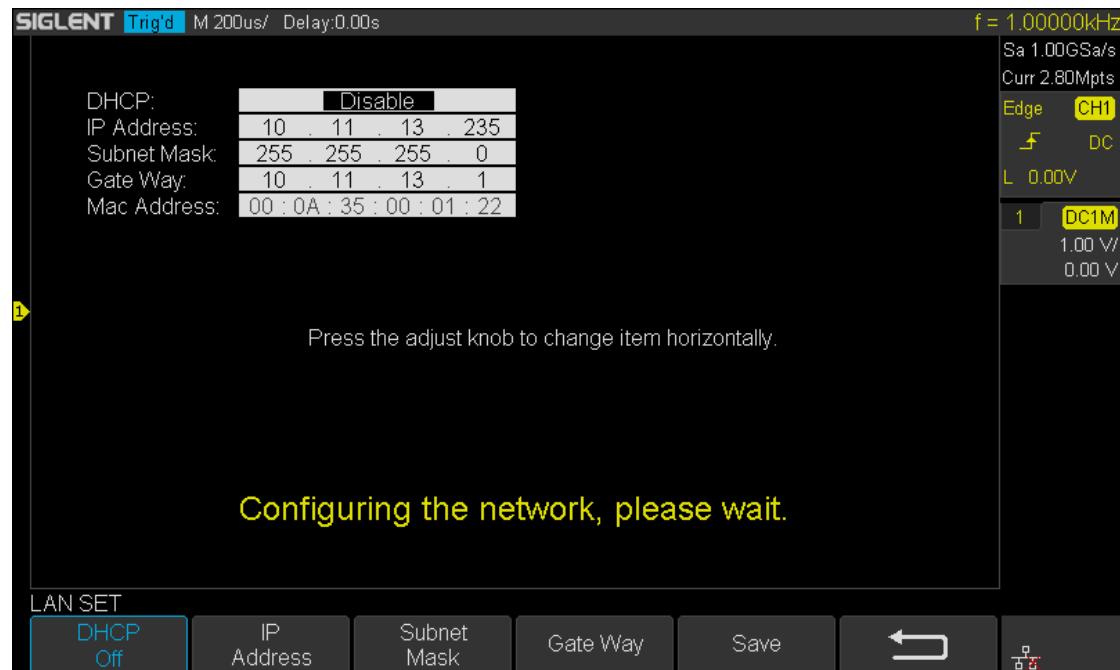 SIGLENT Trig'd M 200us/ Delay:0.00s f = 1.00000kHz
Sa 1.00GSa/s
Curr 2.80Mpts
Edge CH1
DC
L 0.00V
1 DC1M
1.00 V/
0.00 V
DHCP: Disable
IP Address: 10 . 11 . 13 . 235
Subnet Mask: 255 . 255 . 255 . 0
Gate Way: 10 . 11 . 13 . 1
Mac Address: 00 : 0A : 35 : 00 : 01 : 22
1
Press the adjust knob to change item horizontally.
Configuring the network, please wait.
LAN SET
DHCP
Off
IP
Address
Subnet
Mask
Gate Way
Save